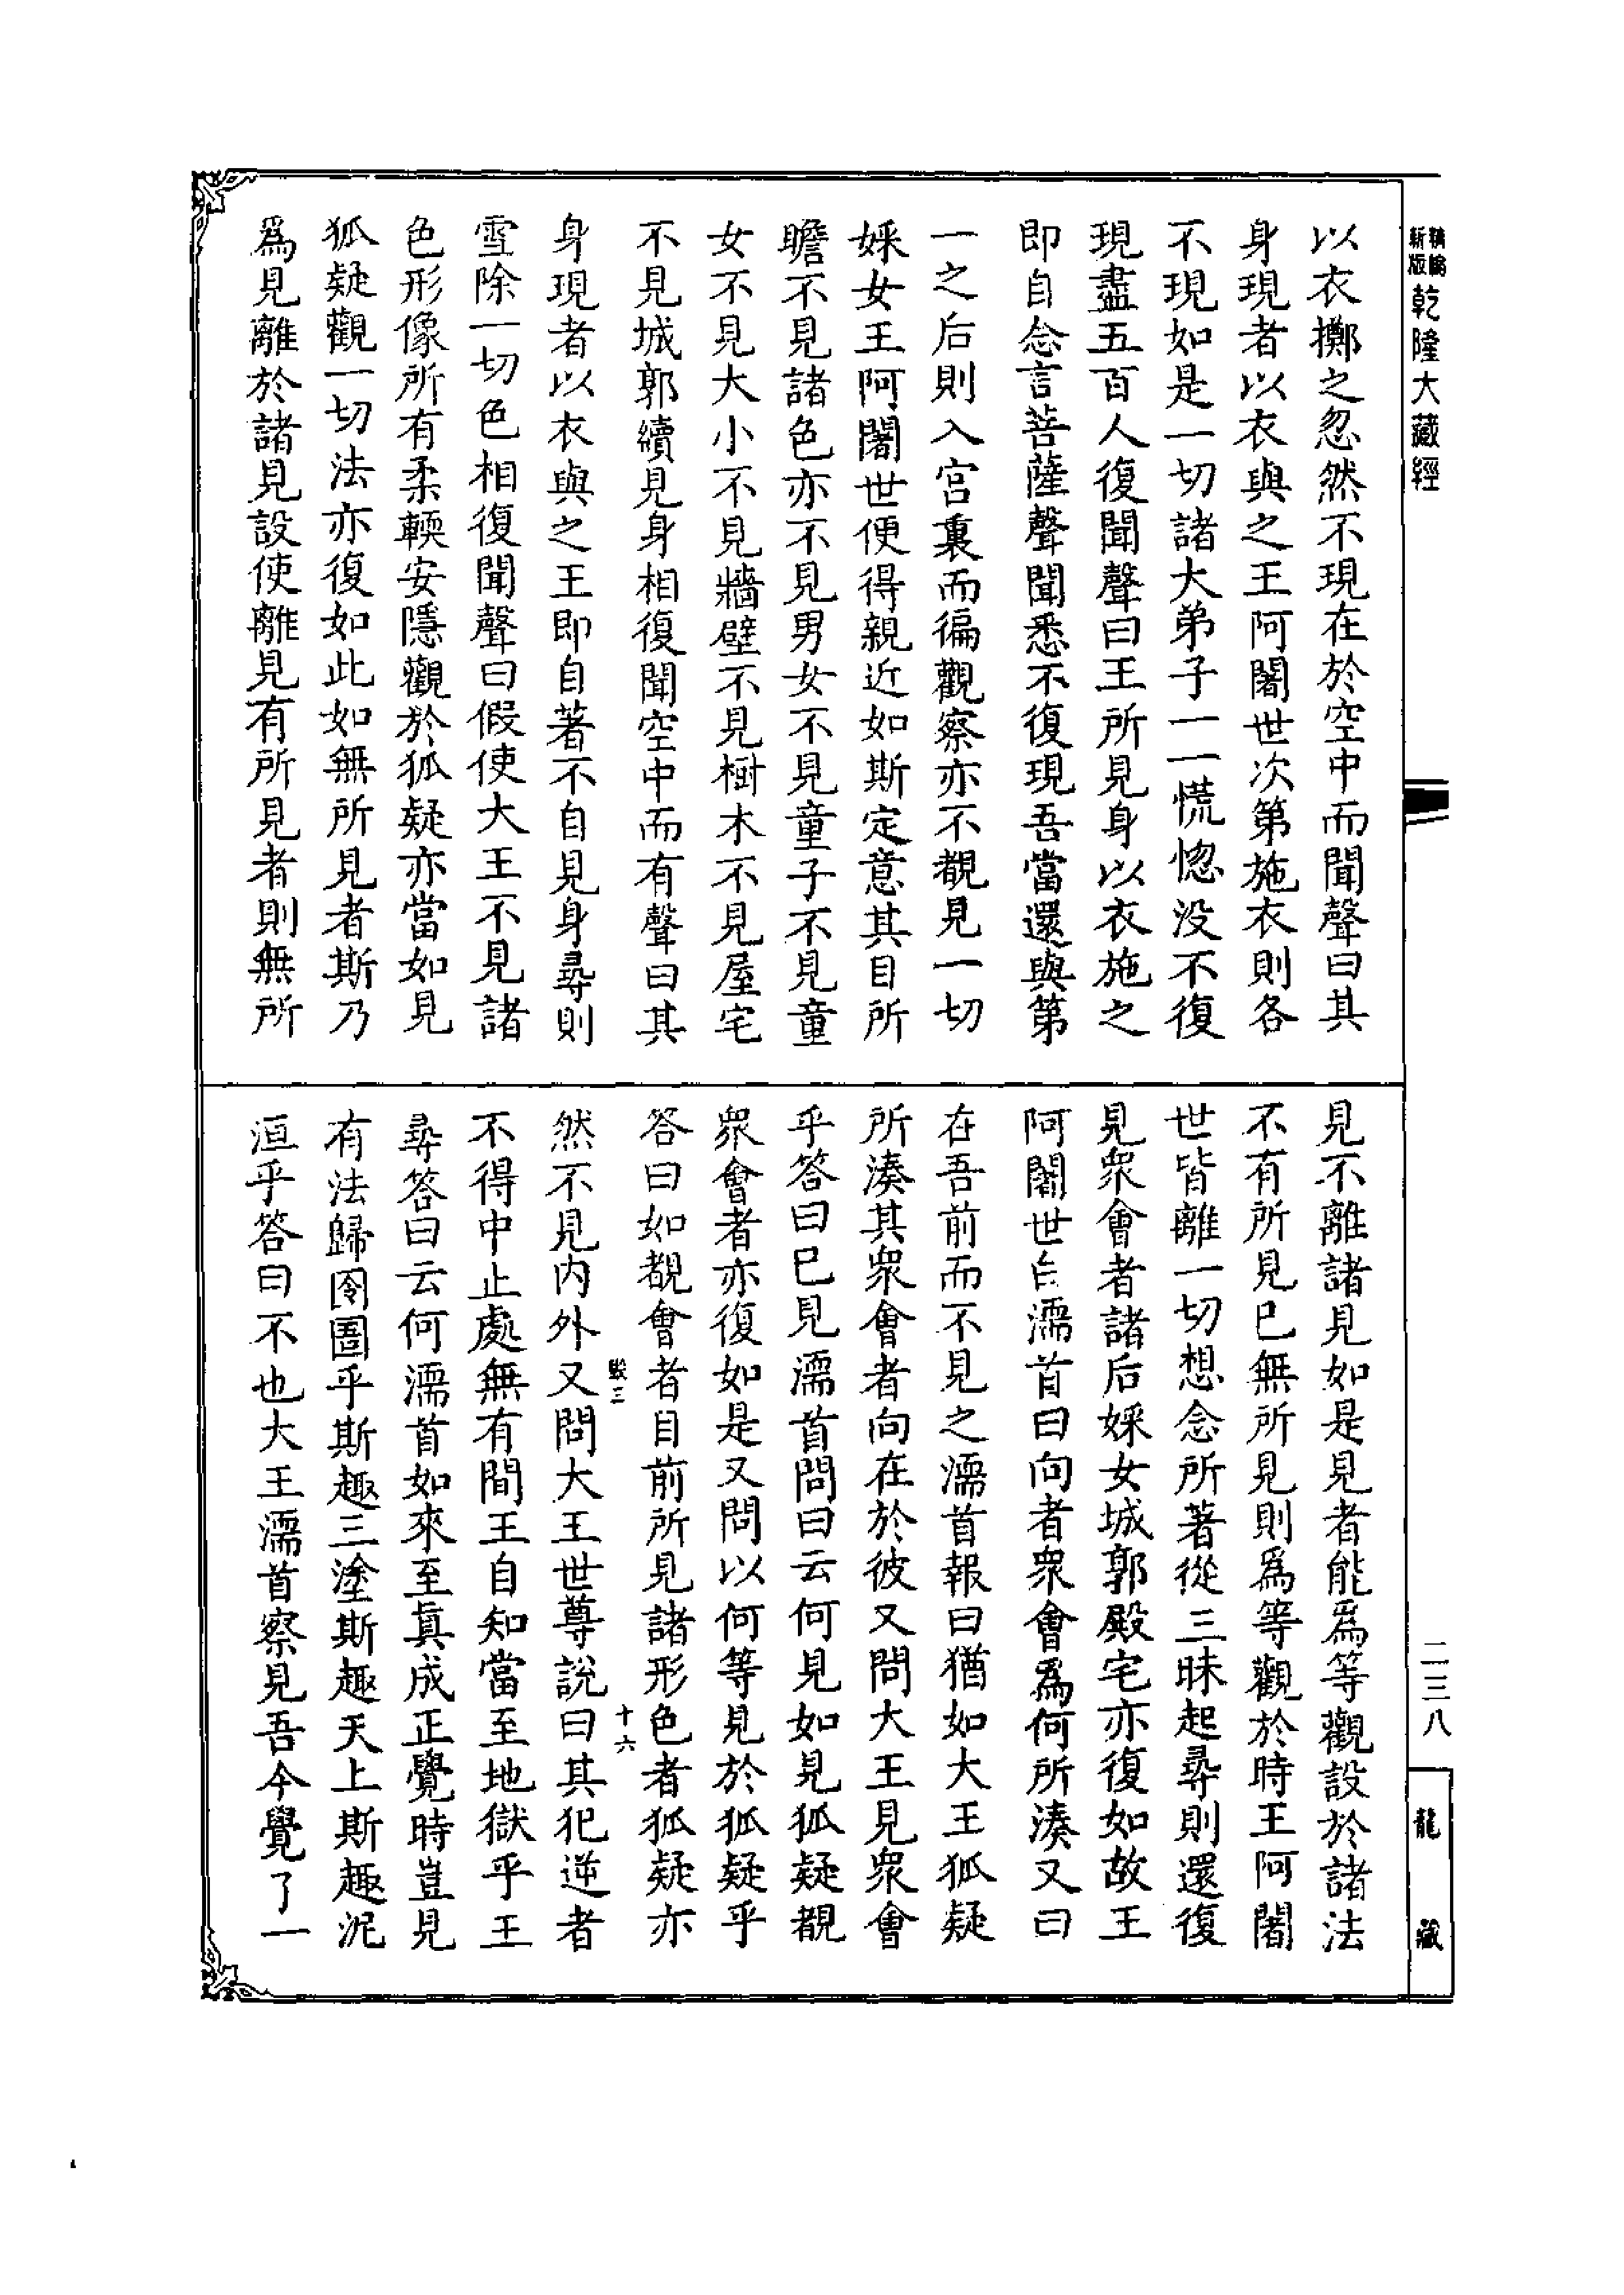 精編
新版
乾隆大藏經
以衣擲之忽然不現在於空中而聞聲曰其
身現者以衣與之王阿闍世次第施衣則各
不現如是一切諸大弟子一一慌惚没不復
現盡五百人復聞聲曰王所見身以衣施之
即自念言菩薩聲聞悉不復現吾當還與第
一之后則入宫裏而徧觀察亦不覩見一切
婇女王阿闍世便得親近如斯定意其目所
瞻不見諸色亦不見男女不見童子不見童
女不見大小不見牆壁不見樹木不見屋宅
不見城郭續見身相復聞空中而有聲曰其
身現者以衣與之王即自著不自見身尋則
雪除一切色相復聞聲曰假使大王不見諸
色形像所有柔輭安隱觀於狐疑亦當如見
狐疑觀一切法亦復如此如無所見者斯乃
爲見離於諸見設使離見有所見者則無所
見不離諸見如是見者能爲等觀設於諸法
不有所見巳無所見則爲等觀於時王阿闍
世皆離一切想念所著從三昧起尋則還復
見衆會者諸后婇女城郭殿宅亦復如故王
阿闍世白濡首曰向者衆會爲何所湊又曰
在吾前而不見之濡首報曰猶如大王狐疑
所湊其衆會者向在於彼又問大王見衆會
乎答曰巳見濡首問曰云何見如見狐疑覩
衆會者亦復如是又問以何等見於狐疑乎
答曰如覩會者目前所見諸形色者狐疑亦
毀三
十六
然不見内外又問大王世尊説曰其犯逆者
不得中止處無有間王自知當至地獄乎王
尋答曰云何濡首如來至眞成正覺時豈見
有法歸囹圄乎斯趣三塗斯趣天上斯趣泥
洹乎答曰不也大王濡首察見吾今覺了一
二三八
龍藏